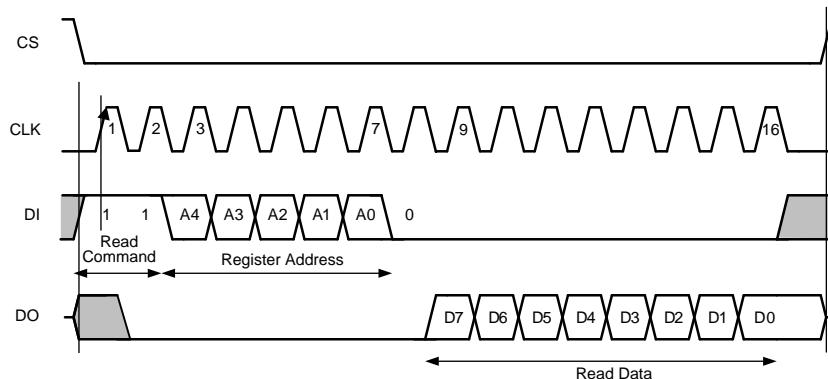 CS
CLK 1 2 3 7 9 16
DI 1 1 A4 A3 A2 A1 A0 0
Read
Command
Register Address
DO D7 D6 D5 D4 D3 D2 D1 D0
Read Data